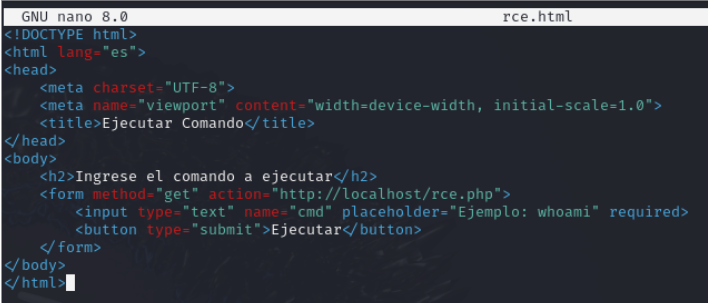 GNU nano 8.0 rce.html
<!DOCTYPE html>
<html lang="es">
<head>
    <meta charset="UTF-8">
    <meta name="viewport" content="width=device-width, initial-scale=1.0">
    <title>Ejecutar Comando</title>
</head>
<body>
    <h2>Ingrese el comando a ejecutar</h2>
    <form method="get" action="http://localhost/rce.php">
        <input type="text" name="cmd" placeholder="Ejemplo: whoami" required>
        <button type="submit">Ejecutar</button>
    </form>
</body>
</html>